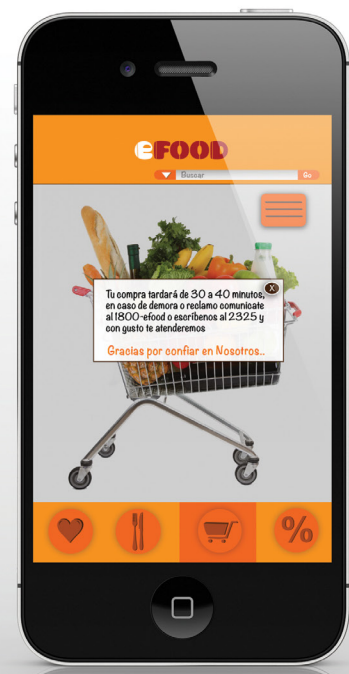 eFOOD
Buscar
Go
X
Tu compra tardará de 30 a 40 minutos,
en caso de demora o reclamo comunicate
al 1800-efood o escríbenos al 2325 y
con gusto te atenderemos
Gracias por confiar en Nosotros..
%